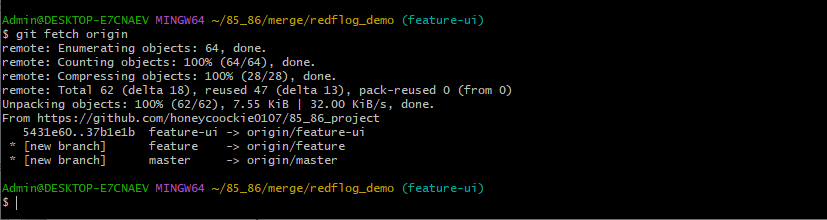 Admin@DESKTOP-E7CNAEV MINGW64 ~/85_86/merge/redflog_demo (feature-ui)
$ git fetch origin
remote: Enumerating objects: 64, done.
remote: Counting objects: 100% (64/64), done.
remote: Compressing objects: 100% (28/28), done.
remote: Total 62 (delta 18), reused 47 (delta 13), pack-reused 0 (from 0)
Unpacking objects: 100% (62/62), 7.55 KiB | 32.00 KiB/s, done.
From https://github.com/honeycoockie0107/85_86_project
   5431e60..37b1e1b  feature-ui -> origin/feature-ui
 * [new branch]      feature    -> origin/feature
 * [new branch]      master     -> origin/master
Admin@DESKTOP-E7CNAEV MINGW64 ~/85_86/merge/redflog_demo (feature-ui)
$